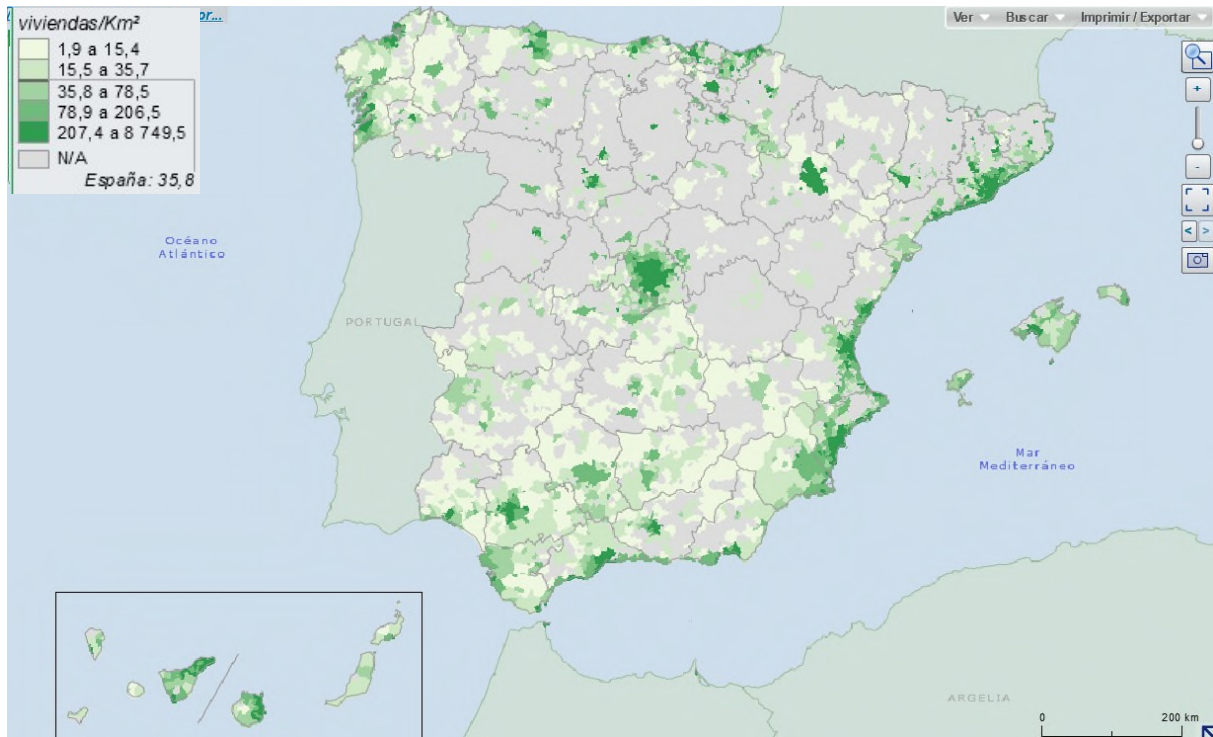 or...
Ver Buscar Imprimir / Exportar
viviendas/Km²
1,9 a 15,4
15,5 a 35,7
35,8 a 78,5
78,9 a 206,5
207,4 a 8 749,5
N/A
España: 35,8
+
-
< >
Océano
Atlántico
PORTUGAL
Mar
Mediterráneo
ARGELIA
0 200 km